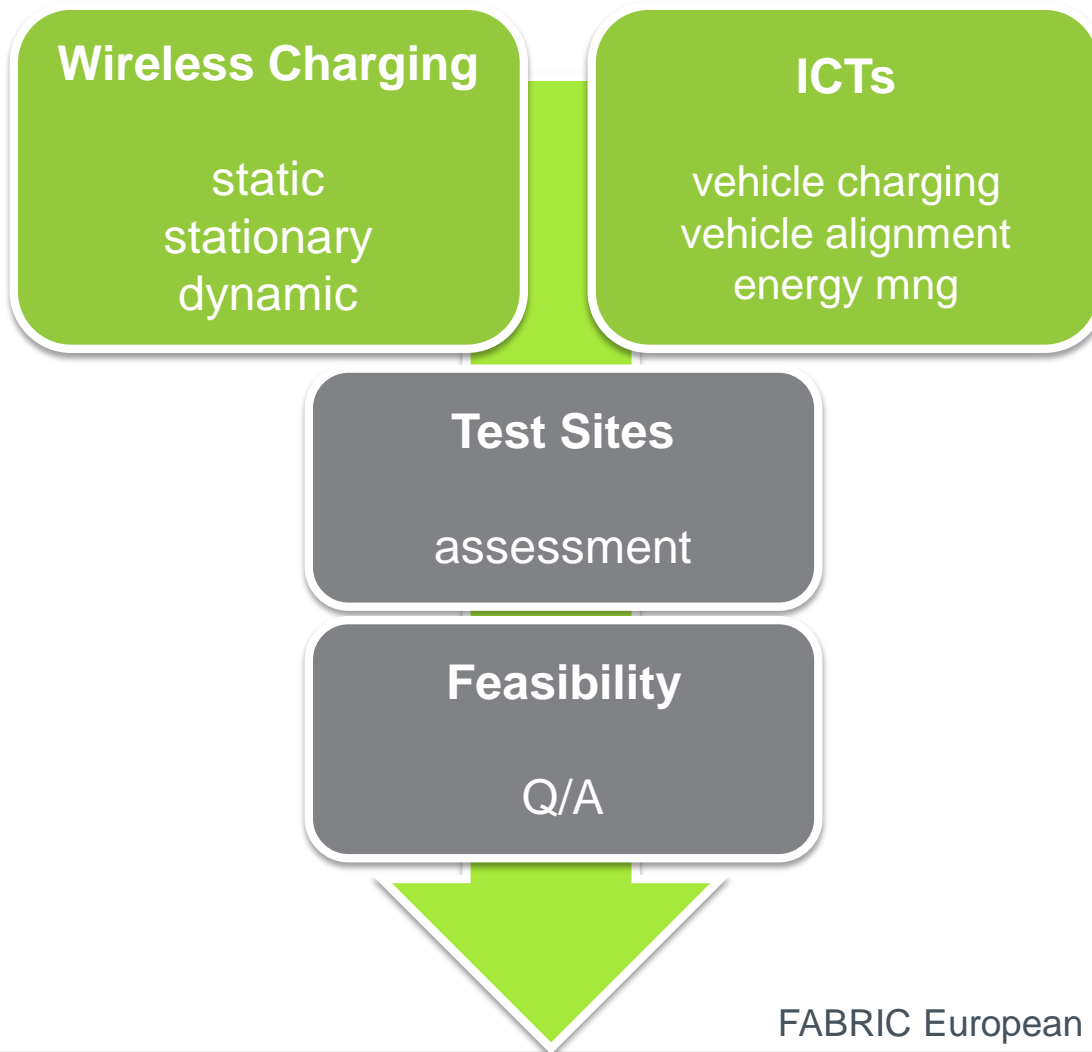 Wireless Charging
static
stationary
dynamic
ICTs
vehicle charging
vehicle alignment
energy mng
Test Sites
assessment
Feasibility
Q/A
FABRIC European